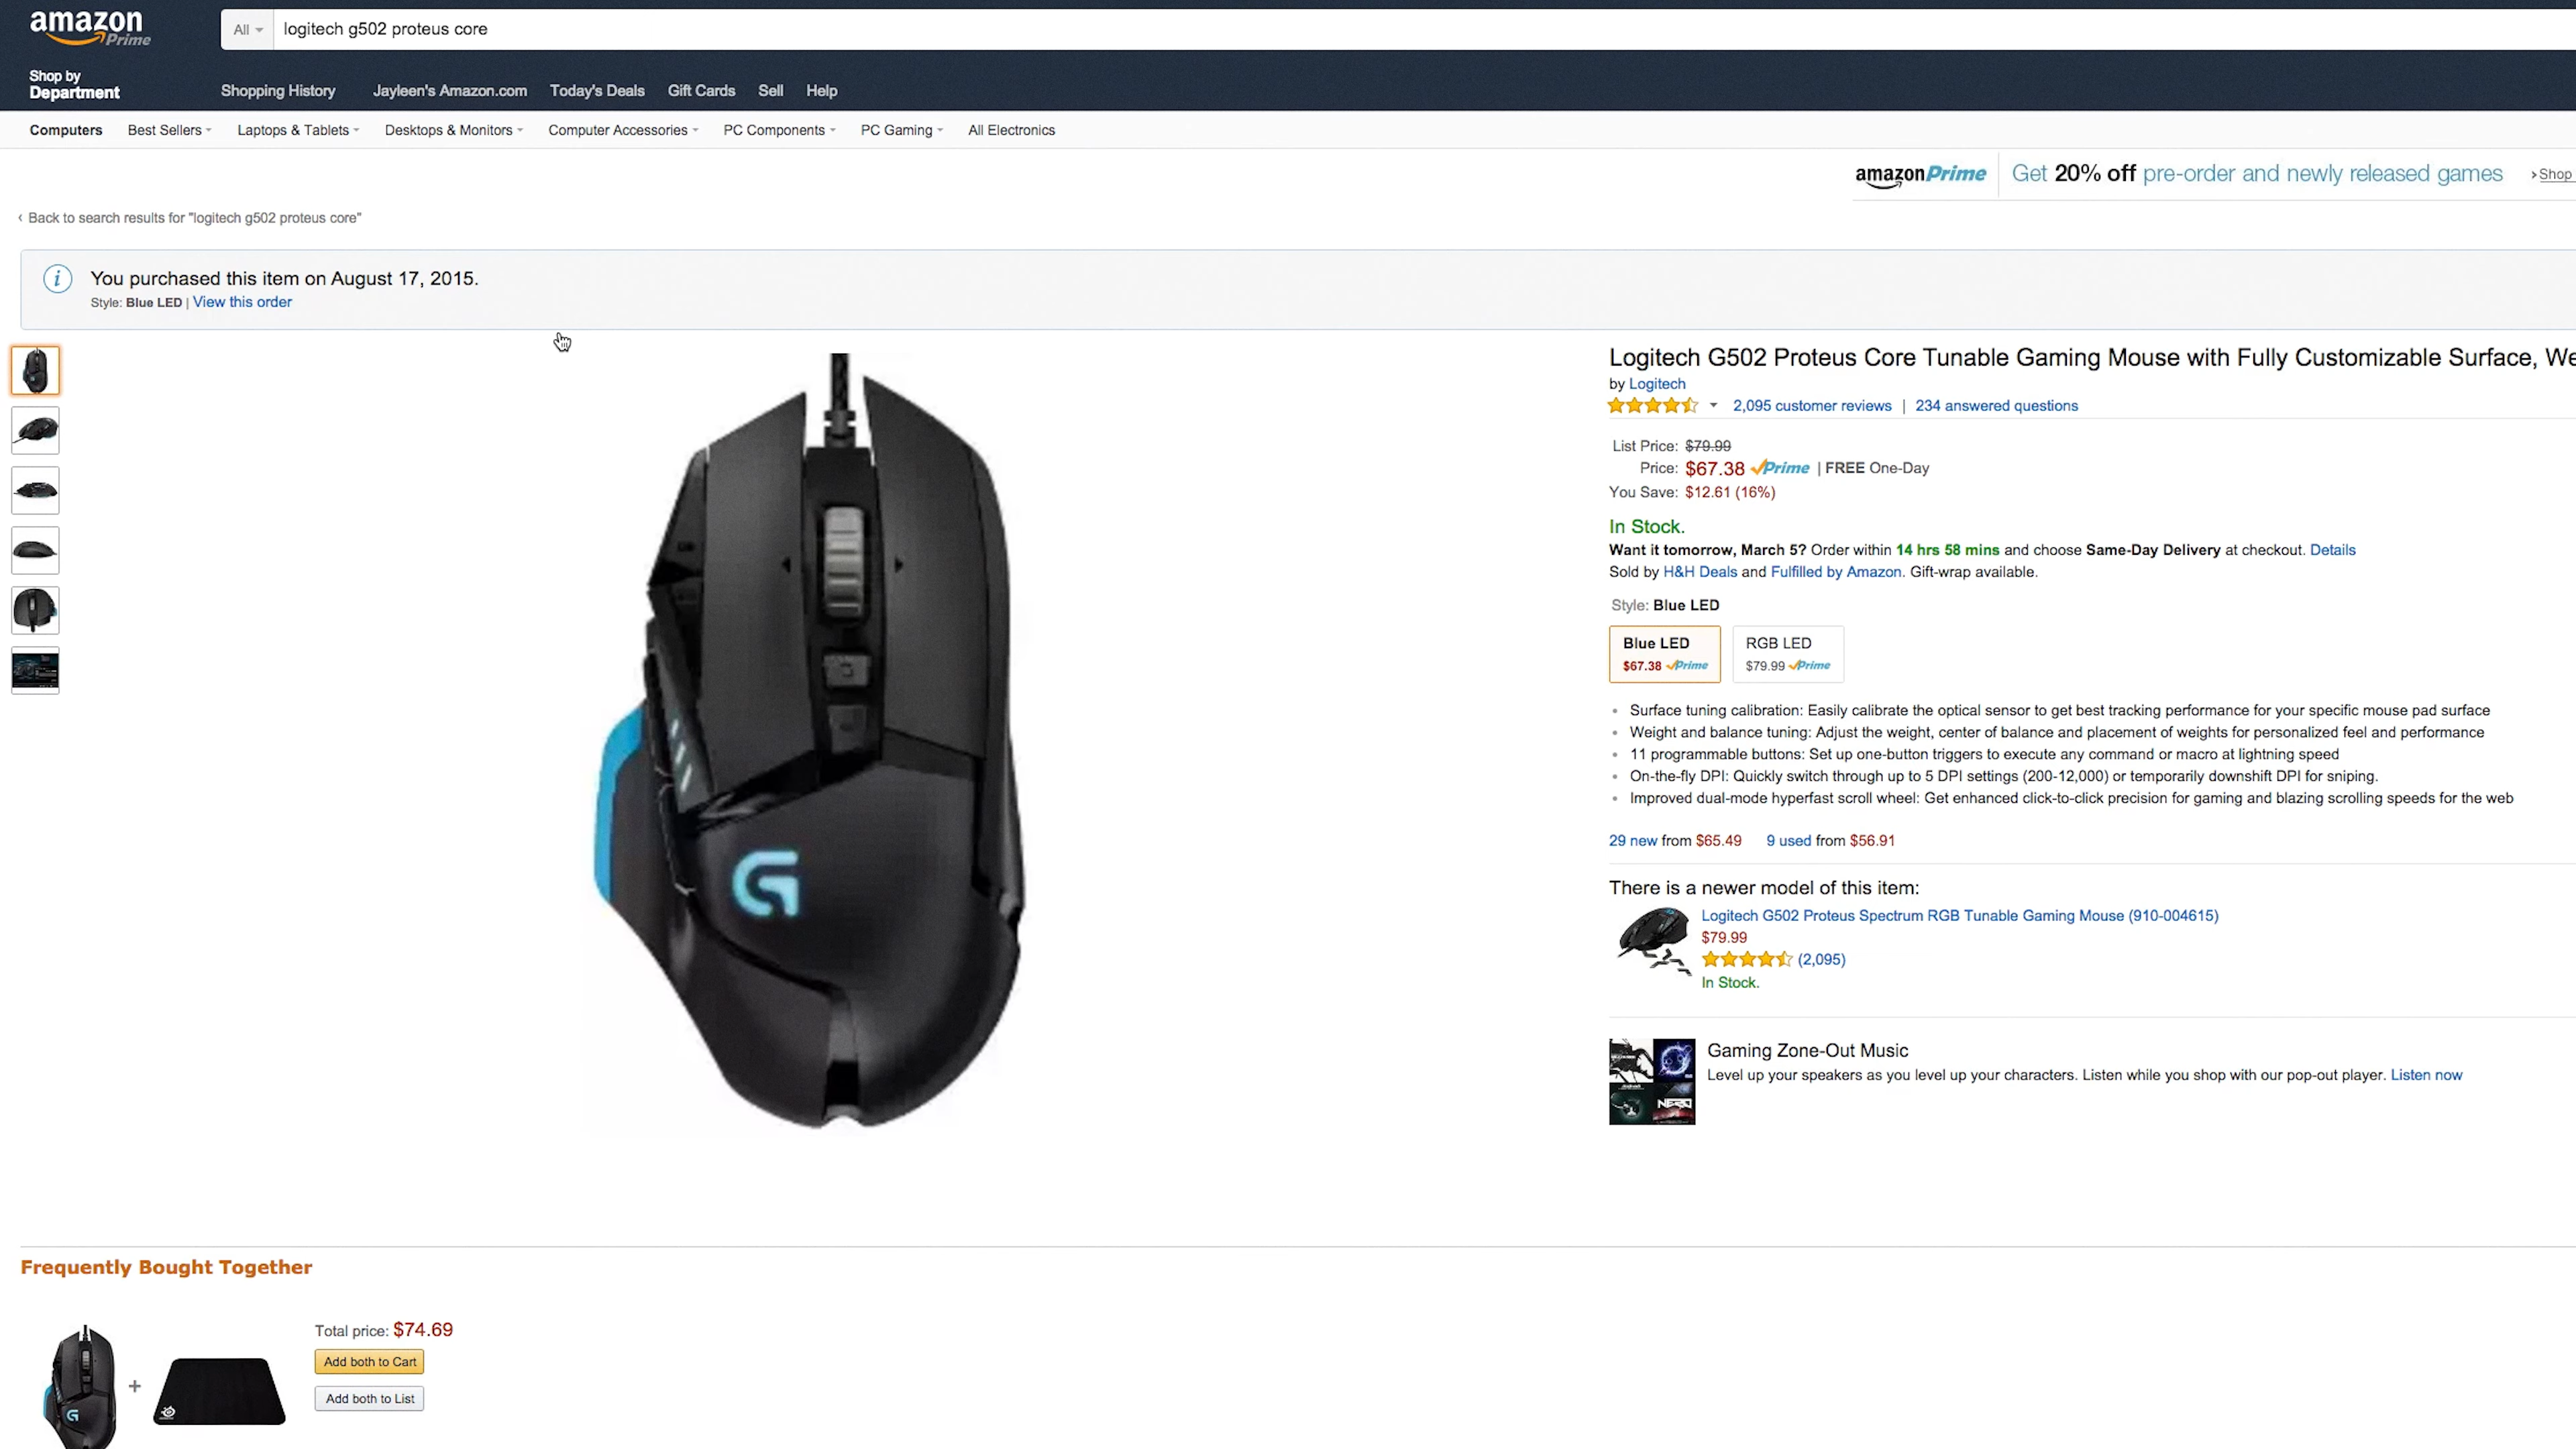 amazon
Prime
All
logitech g502 proteus core
Shop by
Department
Shopping History
Jayleen's Amazon.com
Today's Deals
Gift Cards
Sell
Help
Computers
Best Sellers
Laptops & Tablets
Desktops & Monitors
Computer Accessories
PC Components
PC Gaming
All Electronics
amazonPrime
Get 20% off pre-order and newly released games
› Shop
‹ Back to search results for "logitech g502 proteus core"
i
You purchased this item on August 17, 2015.
Style: Blue LED | View this order
G
Logitech G502 Proteus Core Tunable Gaming Mouse with Fully Customizable Surface, We
by Logitech
2,095 customer reviews | 234 answered questions
List Price: $79.99
Price: $67.38 Prime | FREE One-Day
You Save: $12.61 (16%)
In Stock.
Want it tomorrow, March 5? Order within 14 hrs 58 mins and choose Same-Day Delivery at checkout. Details
Sold by H&H Deals and Fulfilled by Amazon. Gift-wrap available.
Style: Blue LED
Blue LED
$67.38 Prime
RGB LED
$79.99 Prime
• Surface tuning calibration: Easily calibrate the optical sensor to get best tracking performance for your specific mouse pad surface
• Weight and balance tuning: Adjust the weight, center of balance and placement of weights for personalized feel and performance
• 11 programmable buttons: Set up one-button triggers to execute any command or macro at lightning speed
• On-the-fly DPI: Quickly switch through up to 5 DPI settings (200-12,000) or temporarily downshift DPI for sniping.
• Improved dual-mode hyperfast scroll wheel: Get enhanced click-to-click precision for gaming and blazing scrolling speeds for the web
29 new from $65.49 9 used from $56.91
There is a newer model of this item:
Logitech G502 Proteus Spectrum RGB Tunable Gaming Mouse (910-004615)
$79.99
(2,095)
In Stock.
Gaming Zone-Out Music
Level up your speakers as you level up your characters. Listen while you shop with our pop-out player. Listen now
NERO
Frequently Bought Together
G
+
Total price: $74.69
Add both to Cart
Add both to List